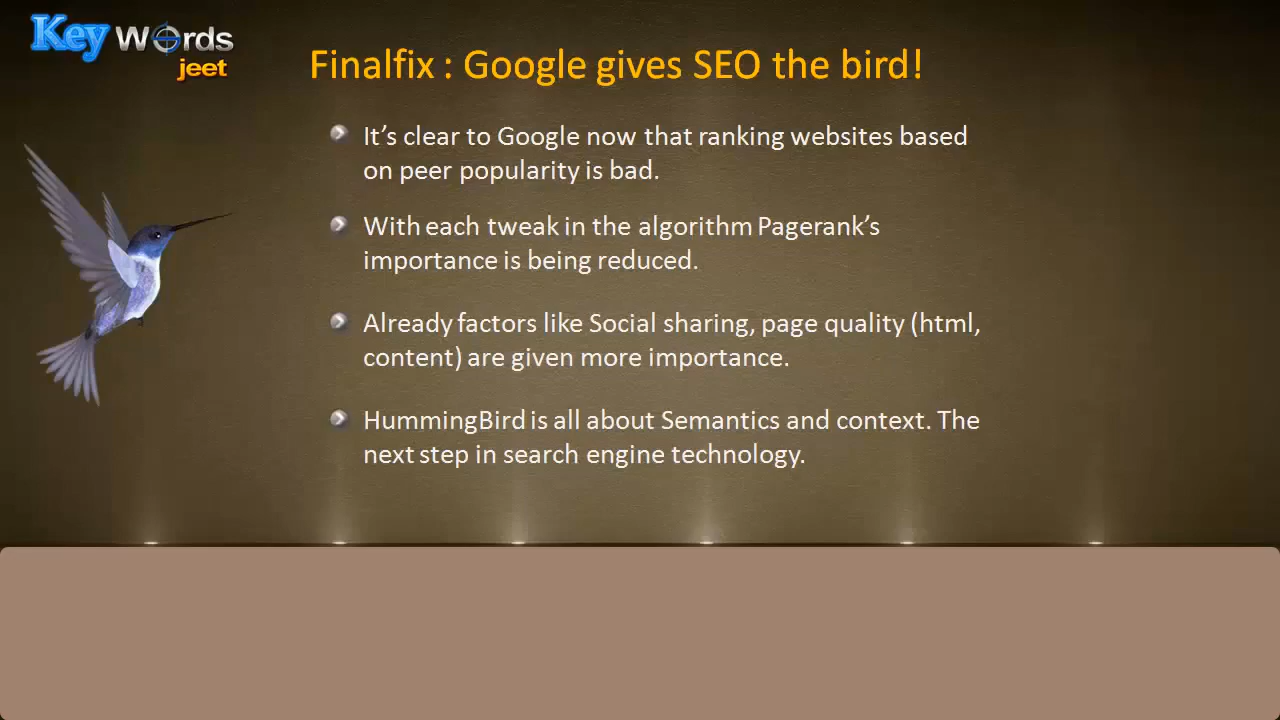 Key Words
jeet
Finalfix : Google gives SEO the bird!
It's clear to Google now that ranking websites based
on peer popularity is bad.
With each tweak in the algorithm Pagerank's
importance is being reduced.
Already factors like Social sharing, page quality (html,
content) are given more importance.
HummingBird is all about Semantics and context. The
next step in search engine technology.